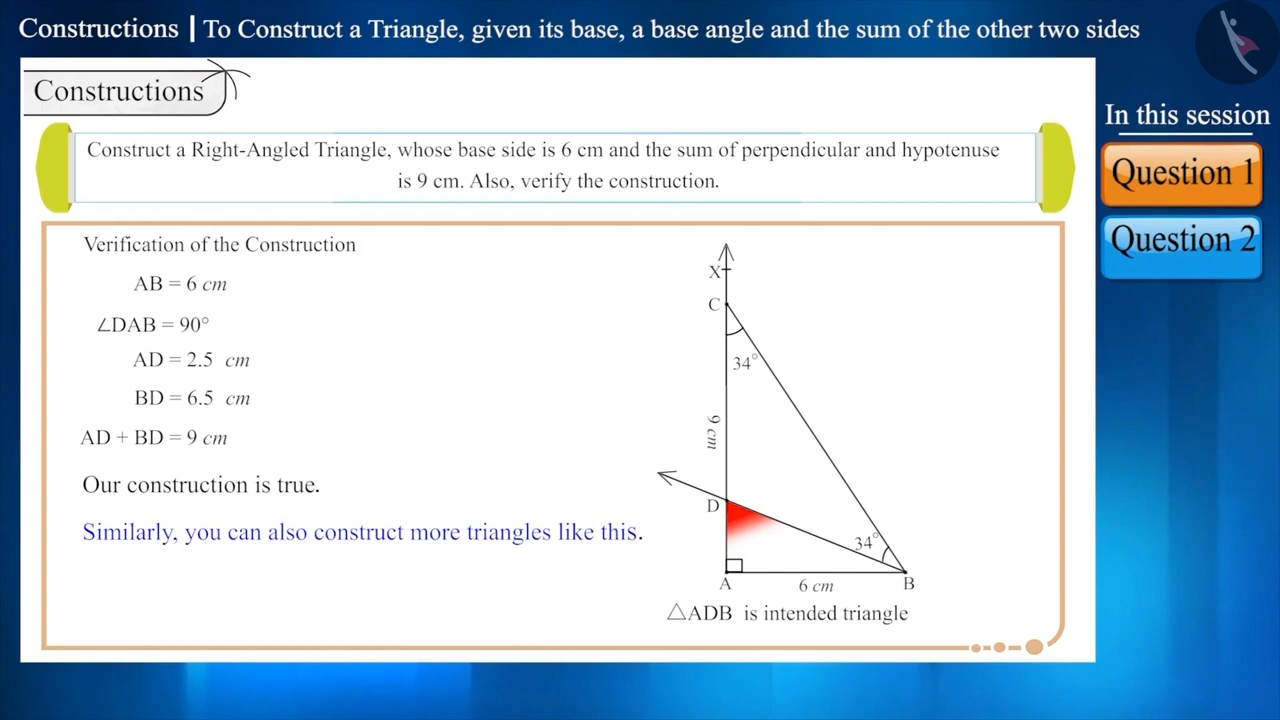 Constructions | To Construct a Triangle, given its base, a base angle and the sum of the other two sides
Constructions
In this session
Question 1
Question 2
Construct a Right-Angled Triangle, whose base side is 6 cm and the sum of perpendicular and hypotenuse
is 9 cm. Also, verify the construction.
Verification of the Construction
AB = 6 cm
∠DAB = 90°
AD = 2.5 cm
BD = 6.5 cm
AD + BD = 9 cm
Our construction is true.
Similarly, you can also construct more triangles like this.
X
C
34°
9 cm
D
34°
A
6 cm
B
△ADB is intended triangle